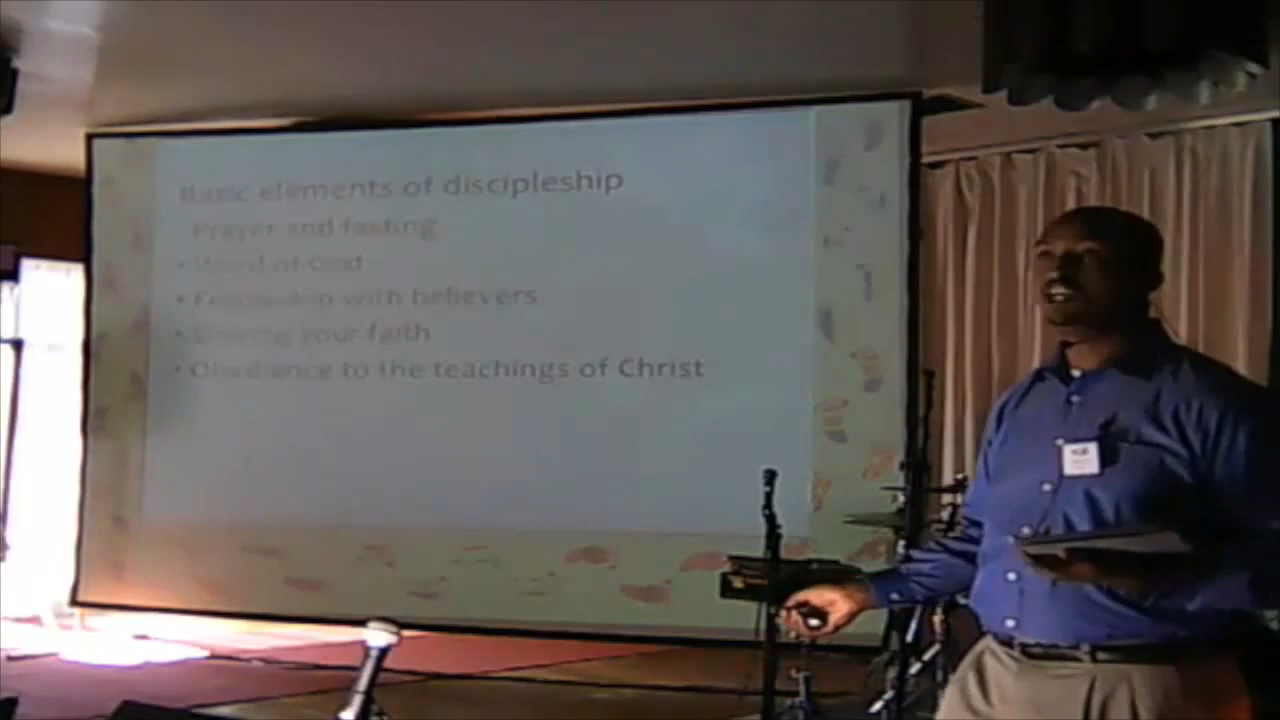 Basic elements of discipleship
Prayer and fasting
• Word of God
• Fellowship with believers
• Sharing your faith
• Obedience to the teachings of Christ